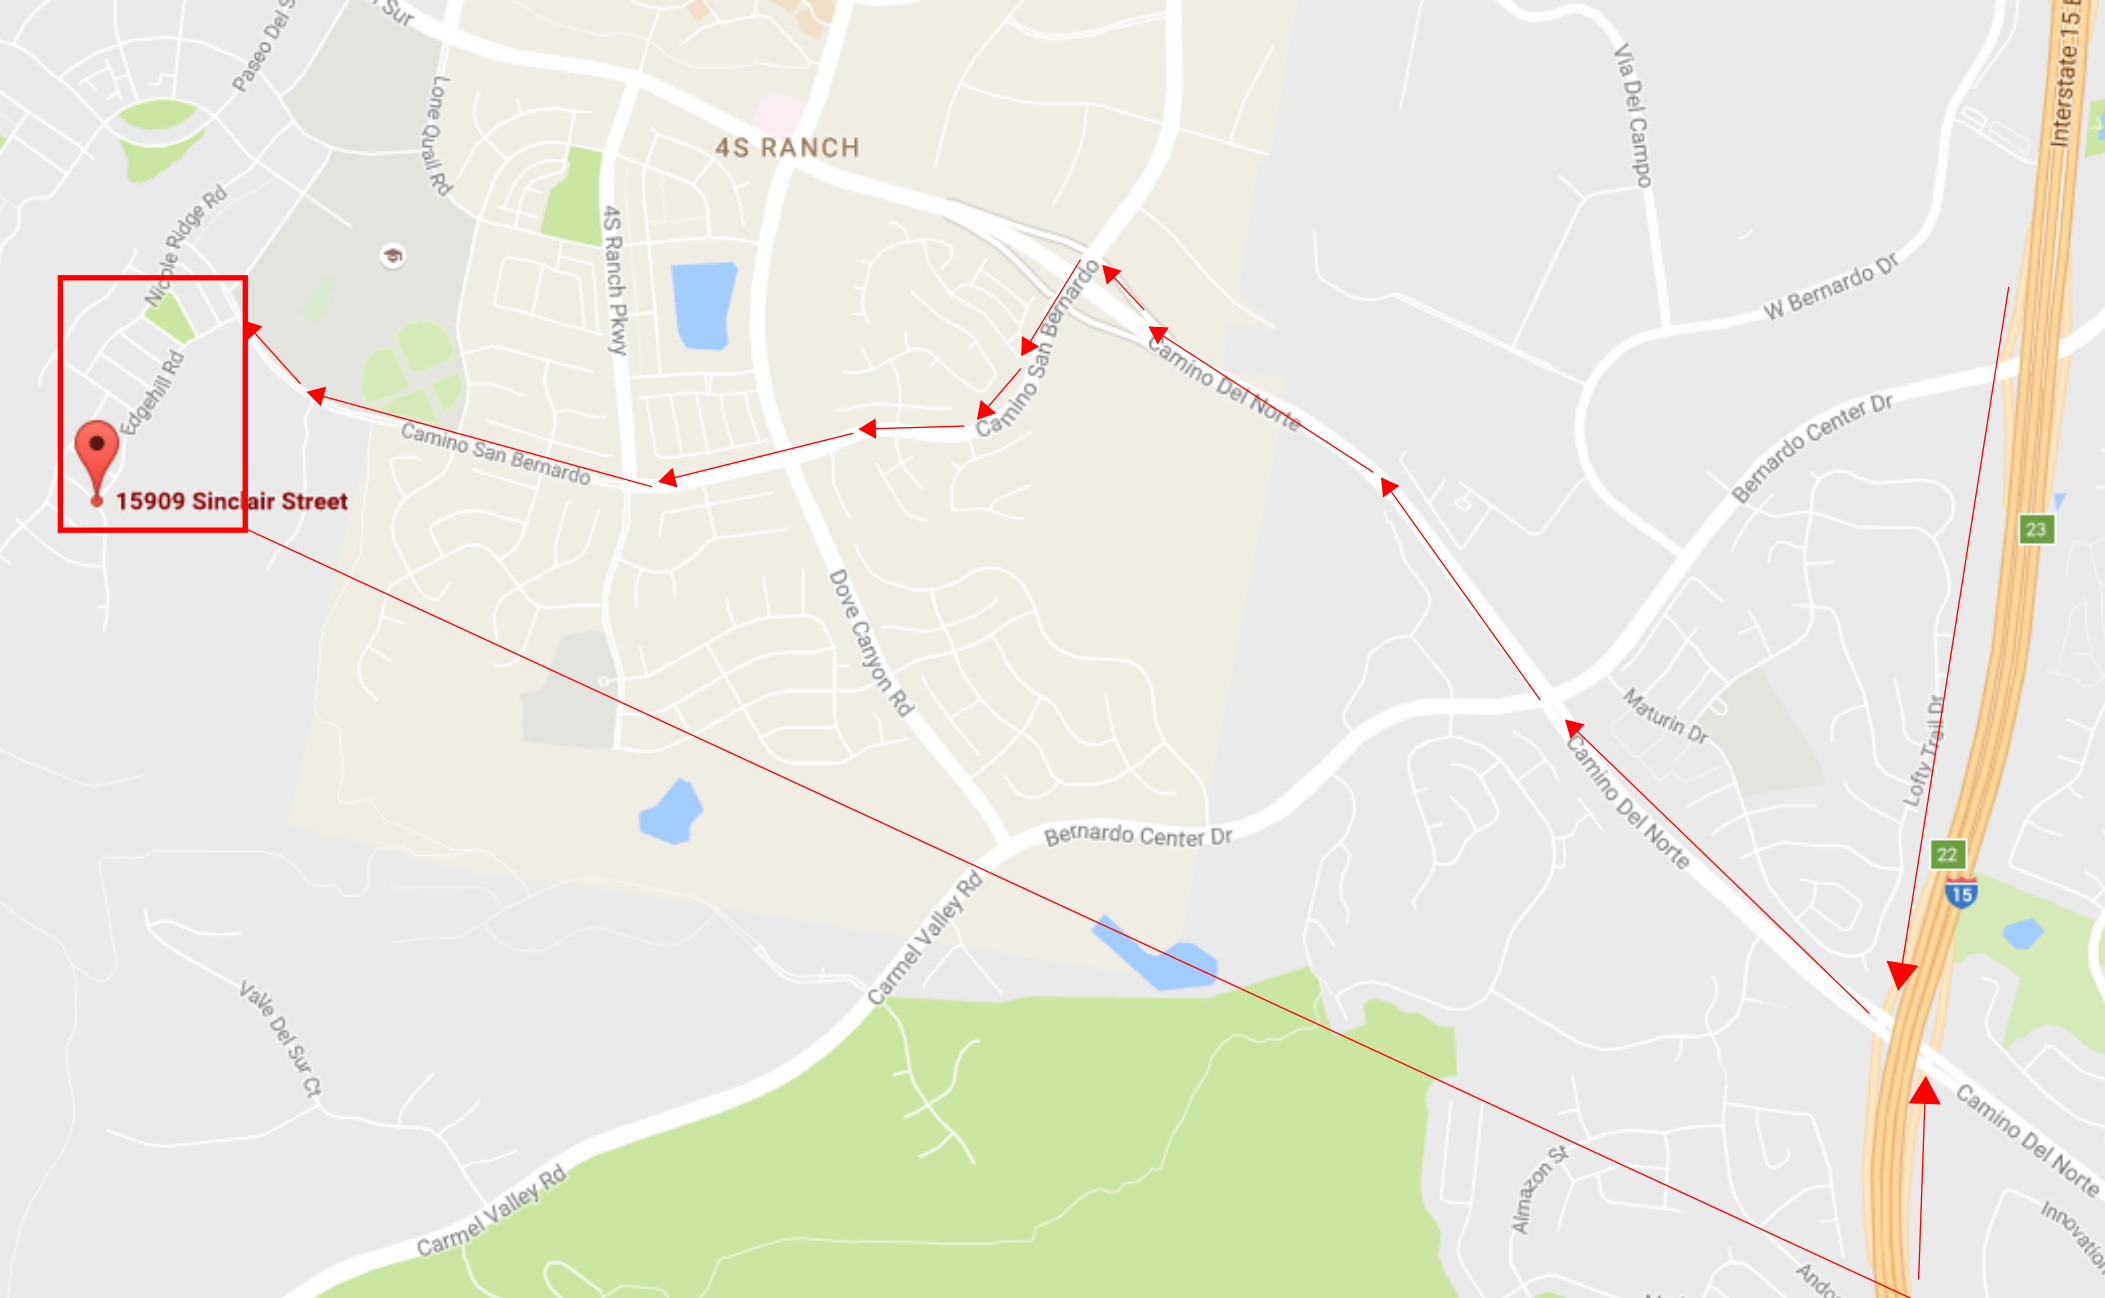 Sur
Paseo Del S
Interstate 15 E
Via Del Campo
Lone Quail Rd
4S RANCH
Nicole Ridge Rd
4S Ranch Pkwy
W Bernardo Dr
Camino San Bernardo
Camino Del Norte
Edgehill Rd
Bernardo Center Dr
Camino San Bernardo
15909 Sinclair Street
23
Dove Canyon Rd
Maturin Dr
Lofty Trail Dr
Camino Del Norte
Bernardo Center Dr
22
15
Carmel Valley Rd
Valle Del Sur Ct
Camino Del Norte
Almazon St
Carmel Valley Rd
Innovation
Ando